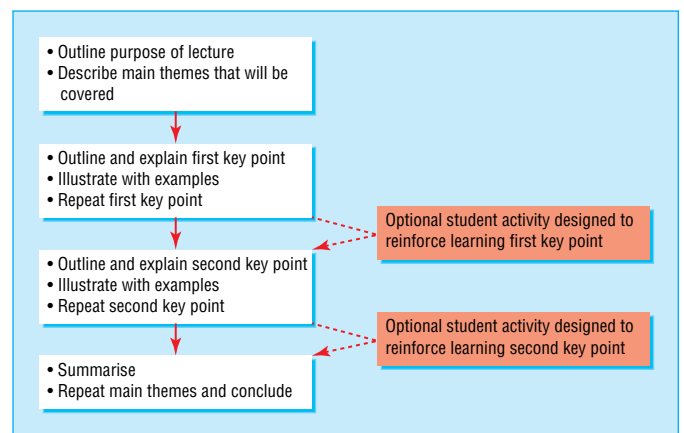 • Outline purpose of lecture
• Describe main themes that will be
covered
• Outline and explain first key point
• Illustrate with examples
• Repeat first key point
Optional student activity designed to
reinforce learning first key point
• Outline and explain second key point
• Illustrate with examples
• Repeat second key point
Optional student activity designed to
reinforce learning second key point
• Summarise
• Repeat main themes and conclude